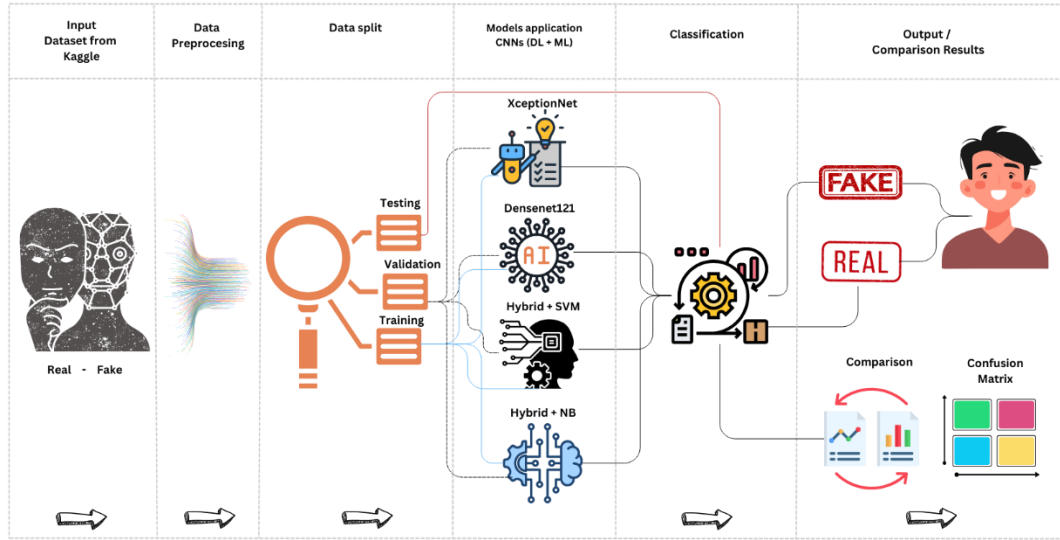 Input
Dataset from
Kaggle
Data
Preprocesing
Data split
Models application
CNNs (DL + ML)
Classification
Output /
Comparison Results
XceptionNet
Testing
Densenet121
AI
Validation
Hybrid + SVM
Training
Hybrid + NB
FAKE
REAL
Real - Fake
Comparison
Confusion
Matrix